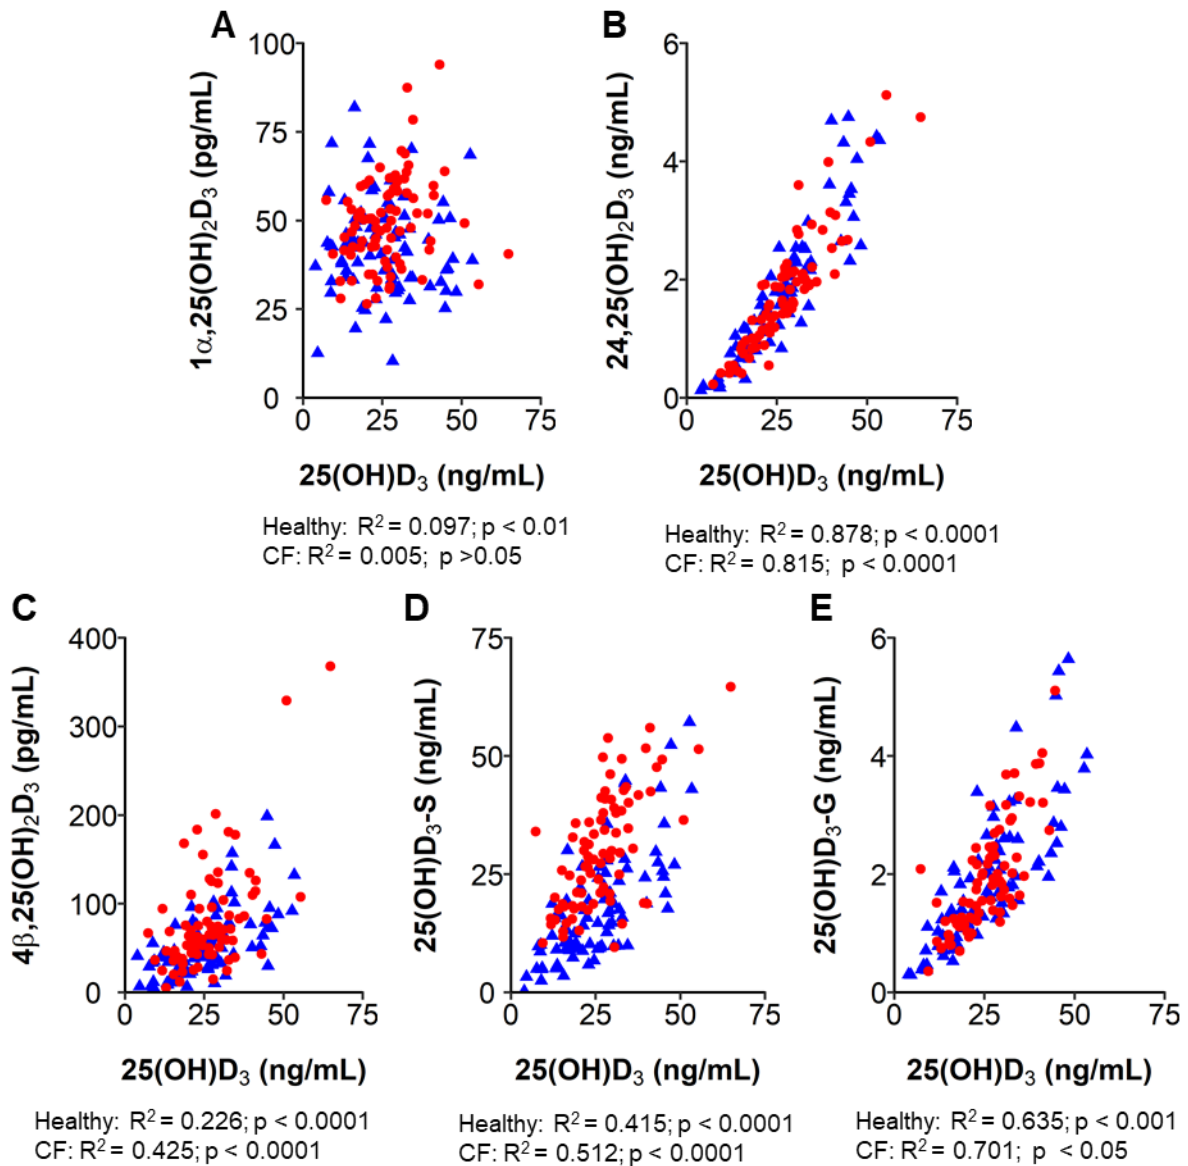 A
100
75
50
25
0
0 25 50 75
1α,25(OH)₂D₃ (pg/mL)
25(OH)D₃ (ng/mL)
Healthy: R² = 0.097; p < 0.01
CF: R² = 0.005; p >0.05
B
6
4
2
0
0 25 50 75
24,25(OH)₂D₃ (ng/mL)
25(OH)D₃ (ng/mL)
Healthy: R² = 0.878; p < 0.0001
CF: R² = 0.815; p < 0.0001
C
400
300
200
100
0
0 25 50 75
4β,25(OH)₂D₃ (pg/mL)
25(OH)D₃ (ng/mL)
Healthy: R² = 0.226; p < 0.0001
CF: R² = 0.425; p < 0.0001
D
75
50
25
0
0 25 50 75
25(OH)D₃-S (ng/mL)
25(OH)D₃ (ng/mL)
Healthy: R² = 0.415; p < 0.0001
CF: R² = 0.512; p < 0.0001
E
6
4
2
0
0 25 50 75
25(OH)D₃-G (ng/mL)
25(OH)D₃ (ng/mL)
Healthy: R² = 0.635; p < 0.001
CF: R² = 0.701; p < 0.05